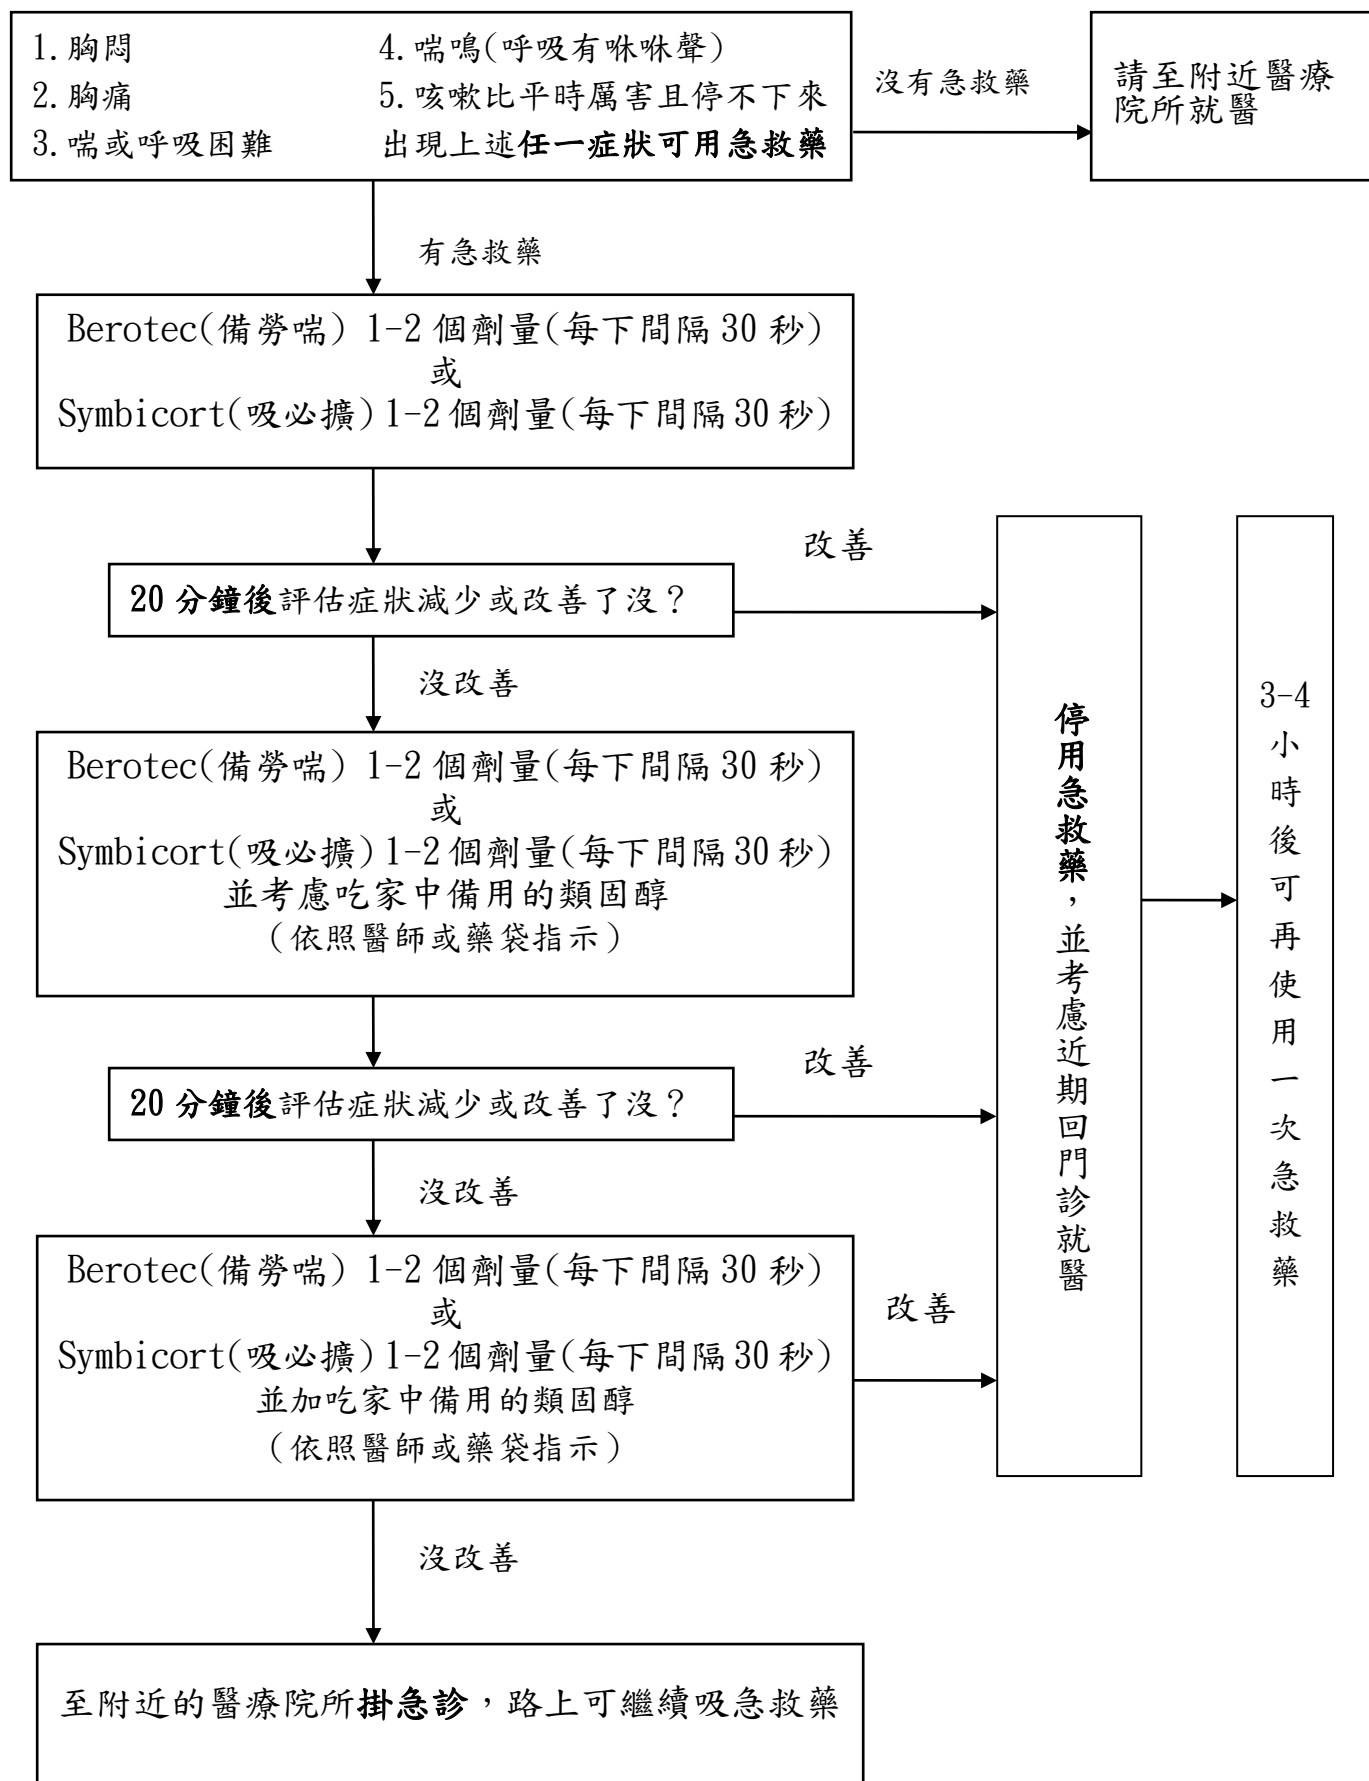 1.胸悶
2.胸痛
3.喘或呼吸困難
4.喘鳴(呼吸有咻咻聲)
5.咳嗽比平時厲害且停不下來
出現上述任一症狀可用急救藥
沒有急救藥
請至附近醫療
院所就醫
有急救藥
Berotec(備勞喘) 1-2 個劑量(每下間隔 30 秒)
或
Symbicort(吸必擴)1-2 個劑量(每下間隔 30 秒)
20 分鐘後評估症狀減少或改善了沒？
改善
沒改善
Berotec(備勞喘) 1-2 個劑量(每下間隔 30 秒)
或
Symbicort(吸必擴)1-2 個劑量(每下間隔 30 秒)
並考慮吃家中備用的類固醇
（依照醫師或藥袋指示）
20 分鐘後評估症狀減少或改善了沒？
改善
沒改善
Berotec(備勞喘) 1-2 個劑量(每下間隔 30 秒)
或
Symbicort(吸必擴)1-2 個劑量(每下間隔 30 秒)
並加吃家中備用的類固醇
（依照醫師或藥袋指示）
改善
停用急救藥，並考慮近期回門診就醫
3-4小時後可再使用一次急救藥
沒改善
至附近的醫療院所掛急診，路上可繼續吸急救藥